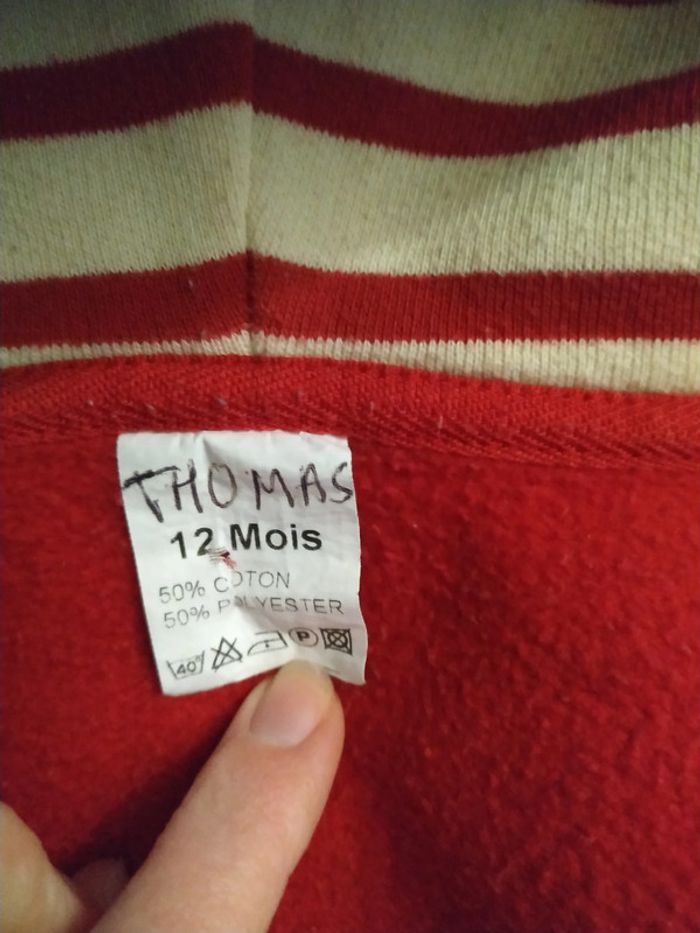 THOMAS
12 Mois
50% COTON
50% POLYESTER
40° P